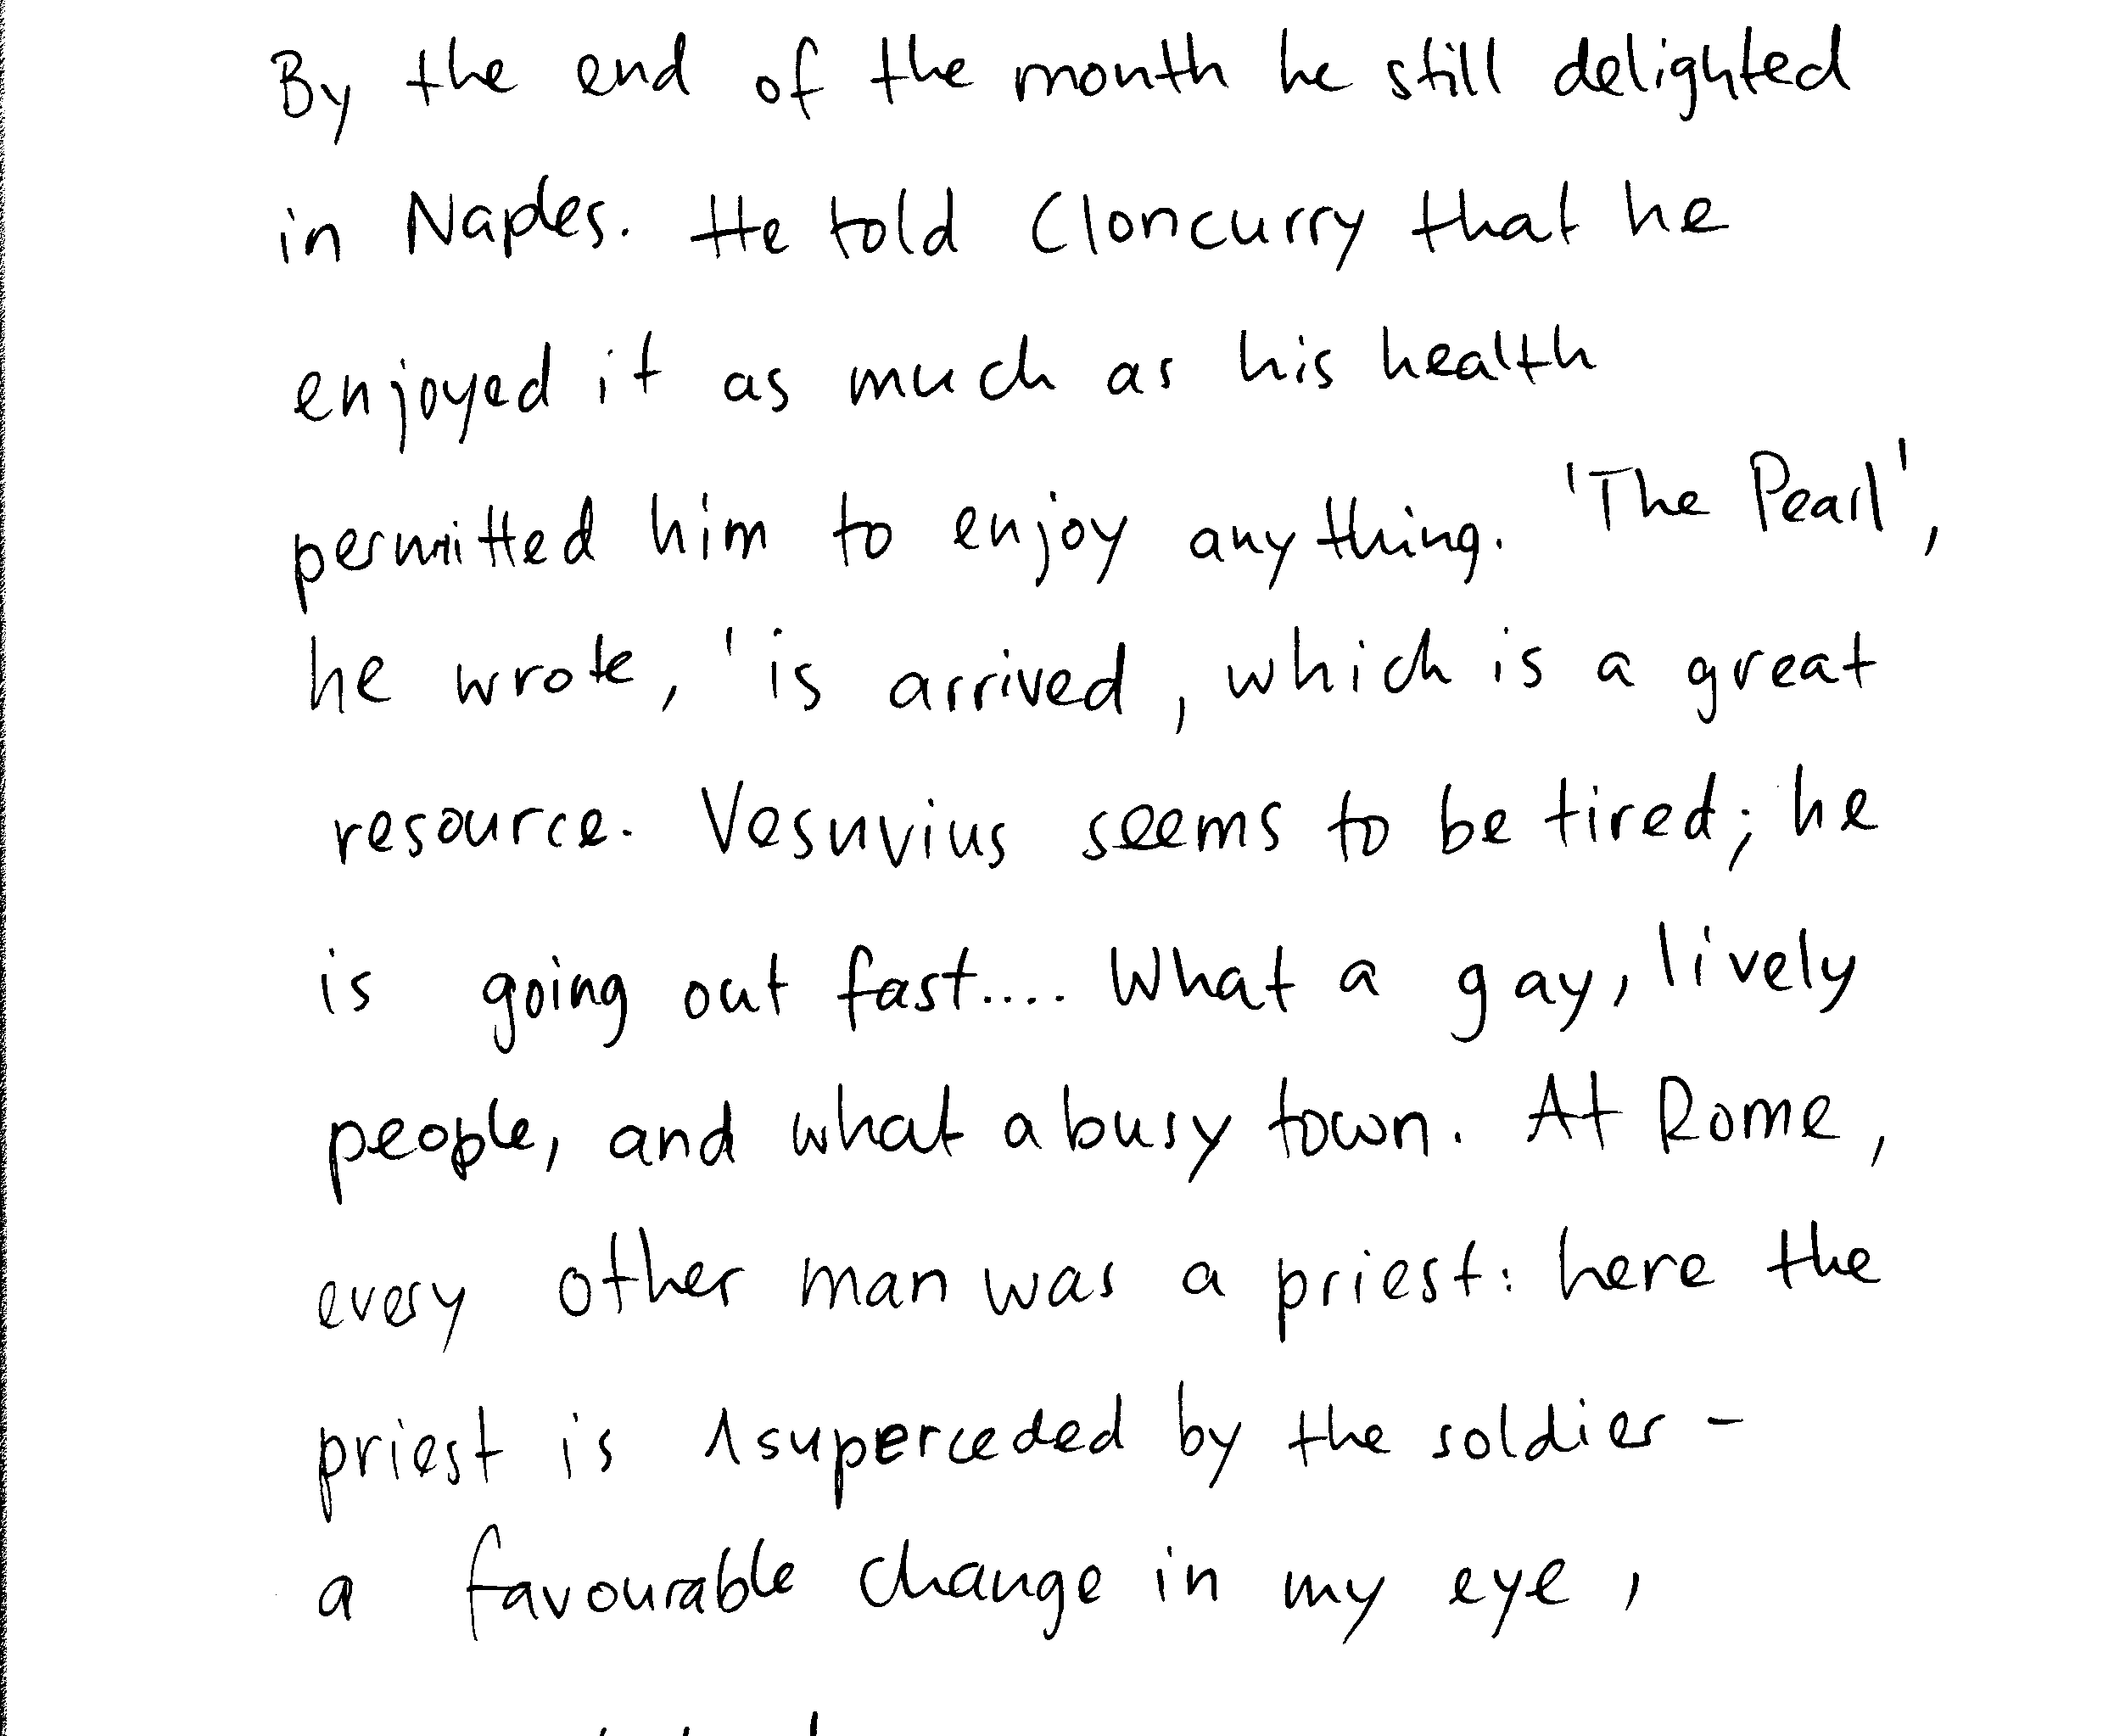 By the end of the month he still delighted
in Naples. He told Cloncurry that he
enjoyed it as much as his health
permitted him to enjoy anything. 'The Pearl',
he wrote, 'is arrived, which is a great
resource. Vesuvius seems to be tired; he
is going out fast.... What a gay, lively
people, and what a busy town. At Rome,
every other man was a priest: here the
priest is superceded by the soldier -
a favourable change in my eye,